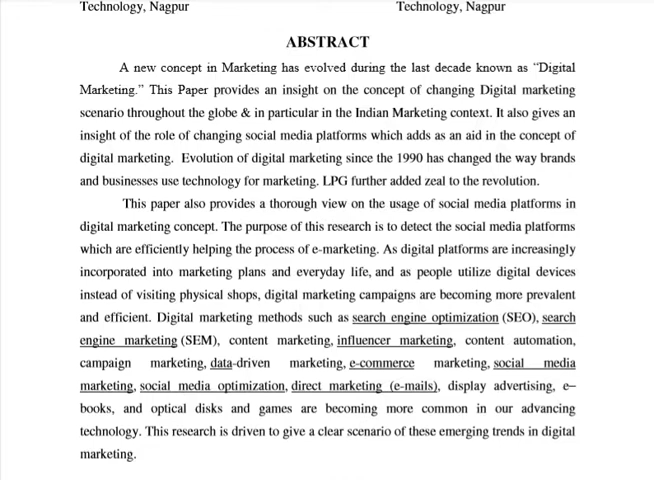 Technology, Nagpur Technology, Nagpur
ABSTRACT
A new concept in Marketing has evolved during the last decade known as “Digital
Marketing.” This Paper provides an insight on the concept of changing Digital marketing
scenario throughout the globe & in particular in the Indian Marketing context. It also gives an
insight of the role of changing social media platforms which adds as an aid in the concept of
digital marketing. Evolution of digital marketing since the 1990 has changed the way brands
and businesses use technology for marketing. LPG further added zeal to the revolution.
This paper also provides a thorough view on the usage of social media platforms in
digital marketing concept. The purpose of this research is to detect the social media platforms
which are efficiently helping the process of e-marketing. As digital platforms are increasingly
incorporated into marketing plans and everyday life, and as people utilize digital devices
instead of visiting physical shops, digital marketing campaigns are becoming more prevalent
and efficient. Digital marketing methods such as search engine optimization (SEO), search
engine marketing (SEM), content marketing, influencer marketing, content automation,
campaign marketing, data-driven marketing, e-commerce marketing, social media
marketing, social media optimization, direct marketing (e-mails), display advertising, e–
books, and optical disks and games are becoming more common in our advancing
technology. This research is driven to give a clear scenario of these emerging trends in digital
marketing.